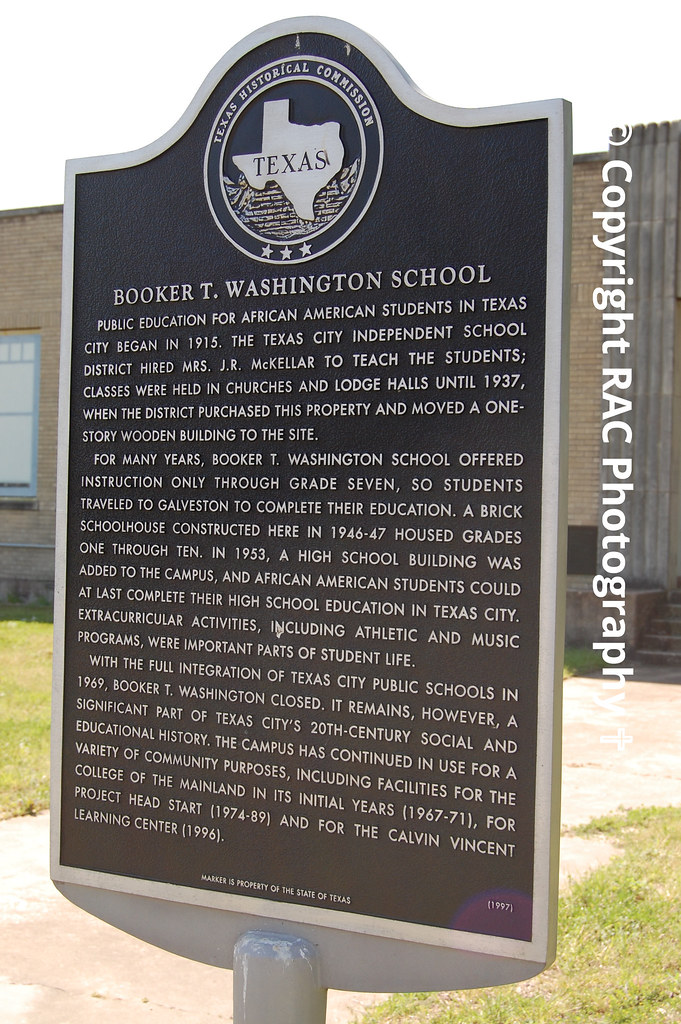 TEXAS HISTORICAL COMMISSION
TEXAS
BOOKER T. WASHINGTON SCHOOL
PUBLIC EDUCATION FOR AFRICAN AMERICAN STUDENTS IN TEXAS
CITY BEGAN IN 1915. THE TEXAS CITY INDEPENDENT SCHOOL
DISTRICT HIRED MRS. J.R. McKELLAR TO TEACH THE STUDENTS;
CLASSES WERE HELD IN CHURCHES AND LODGE HALLS UNTIL 1937,
WHEN THE DISTRICT PURCHASED THIS PROPERTY AND MOVED A ONE-
STORY WOODEN BUILDING TO THE SITE.
FOR MANY YEARS, BOOKER T. WASHINGTON SCHOOL OFFERED
INSTRUCTION ONLY THROUGH GRADE SEVEN, SO STUDENTS
TRAVELED TO GALVESTON TO COMPLETE THEIR EDUCATION. A BRICK
SCHOOLHOUSE CONSTRUCTED HERE IN 1946-47 HOUSED GRADES
ONE THROUGH TEN. IN 1953, A HIGH SCHOOL BUILDING WAS
ADDED TO THE CAMPUS, AND AFRICAN AMERICAN STUDENTS COULD
AT LAST COMPLETE THEIR HIGH SCHOOL EDUCATION IN TEXAS CITY.
EXTRACURRICULAR ACTIVITIES, INCLUDING ATHLETIC AND MUSIC
PROGRAMS, WERE IMPORTANT PARTS OF STUDENT LIFE.
WITH THE FULL INTEGRATION OF TEXAS CITY PUBLIC SCHOOLS IN
1969, BOOKER T. WASHINGTON CLOSED. IT REMAINS, HOWEVER, A
SIGNIFICANT PART OF TEXAS CITY'S 20TH-CENTURY SOCIAL AND
EDUCATIONAL HISTORY. THE CAMPUS HAS CONTINUED IN USE FOR A
VARIETY OF COMMUNITY PURPOSES, INCLUDING FACILITIES FOR THE
COLLEGE OF THE MAINLAND IN ITS INITIAL YEARS (1967-71), FOR
PROJECT HEAD START (1974-89) AND FOR THE CALVIN VINCENT
LEARNING CENTER (1996).
MARKER IS PROPERTY OF THE STATE OF TEXAS
(1997)
© Copyright RAC Photography ✝